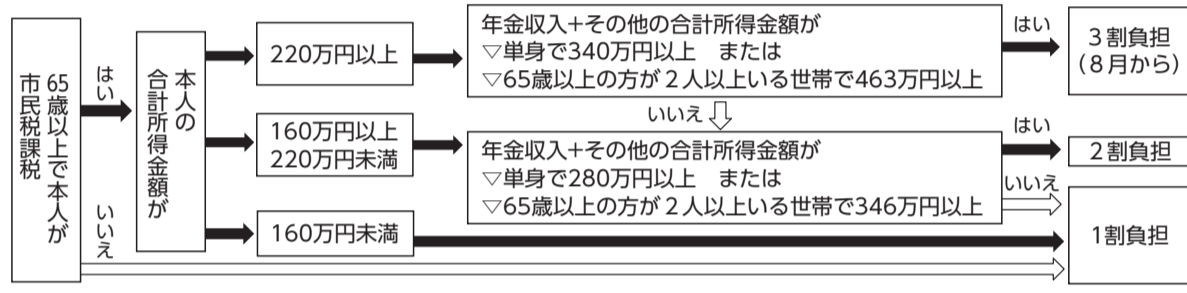 65歳以上で本人が
市民税課税
はい
いいえ
本人の
合計所得金額が
220万円以上
160万円以上
220万円未満
160万円未満
年金収入+その他の合計所得金額が
▽単身で340万円以上　または
▽65歳以上の方が２人以上いる世帯で463万円以上
はい
いいえ
３割負担
(８月から)
年金収入+その他の合計所得金額が
▽単身で280万円以上　または
▽65歳以上の方が２人以上いる世帯で346万円以上
はい
いいえ
２割負担
１割負担